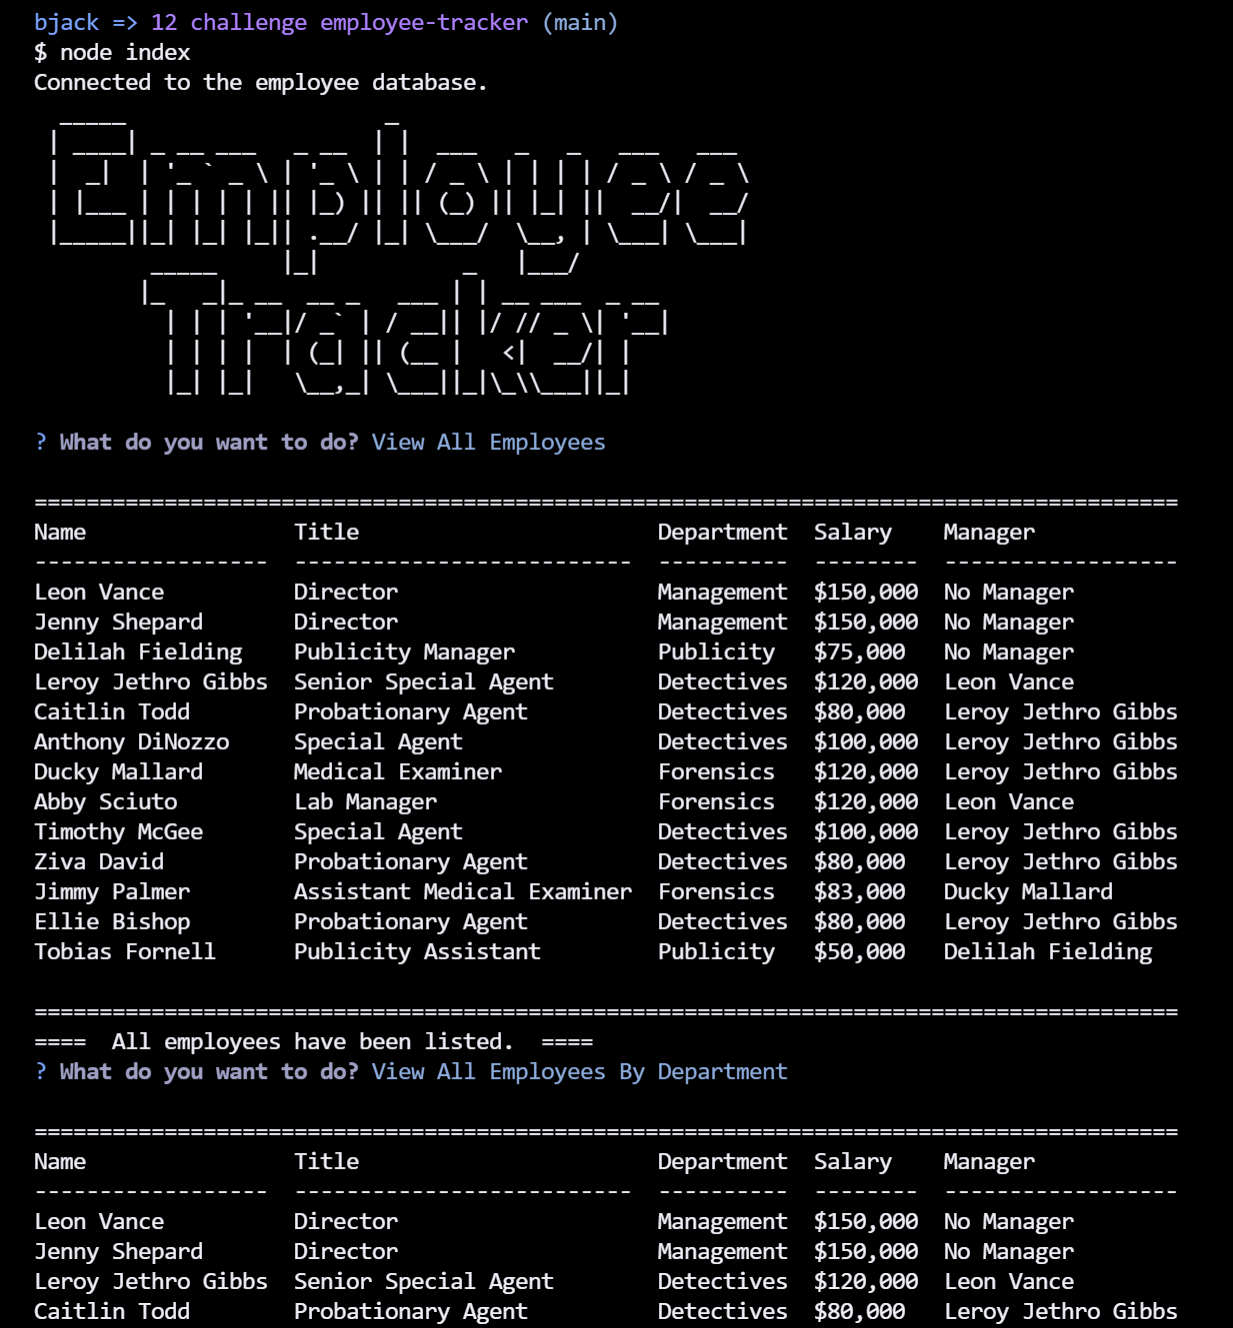 bjack => 12 challenge employee-tracker (main)
$ node index
Connected to the employee database.
Employee
Tracker
? What do you want to do? View All Employees
========================================================================================
Name                Title                       Department  Salary    Manager
------------------  --------------------------  ----------  --------  ------------------
Leon Vance          Director                    Management  $150,000  No Manager
Jenny Shepard       Director                    Management  $150,000  No Manager
Delilah Fielding    Publicity Manager           Publicity   $75,000   No Manager
Leroy Jethro Gibbs  Senior Special Agent        Detectives  $120,000  Leon Vance
Caitlin Todd        Probationary Agent          Detectives  $80,000   Leroy Jethro Gibbs
Anthony DiNozzo     Special Agent               Detectives  $100,000  Leroy Jethro Gibbs
Ducky Mallard       Medical Examiner            Forensics   $120,000  Leroy Jethro Gibbs
Abby Sciuto         Lab Manager                 Forensics   $120,000  Leon Vance
Timothy McGee       Special Agent               Detectives  $100,000  Leroy Jethro Gibbs
Ziva David          Probationary Agent          Detectives  $80,000   Leroy Jethro Gibbs
Jimmy Palmer        Assistant Medical Examiner  Forensics   $83,000   Ducky Mallard
Ellie Bishop        Probationary Agent          Detectives  $80,000   Leroy Jethro Gibbs
Tobias Fornell      Publicity Assistant         Publicity   $50,000   Delilah Fielding
========================================================================================
====  All employees have been listed.  ====
? What do you want to do? View All Employees By Department
========================================================================================
Name                Title                       Department  Salary    Manager
------------------  --------------------------  ----------  --------  ------------------
Leon Vance          Director                    Management  $150,000  No Manager
Jenny Shepard       Director                    Management  $150,000  No Manager
Leroy Jethro Gibbs  Senior Special Agent        Detectives  $120,000  Leon Vance
Caitlin Todd        Probationary Agent          Detectives  $80,000   Leroy Jethro Gibbs